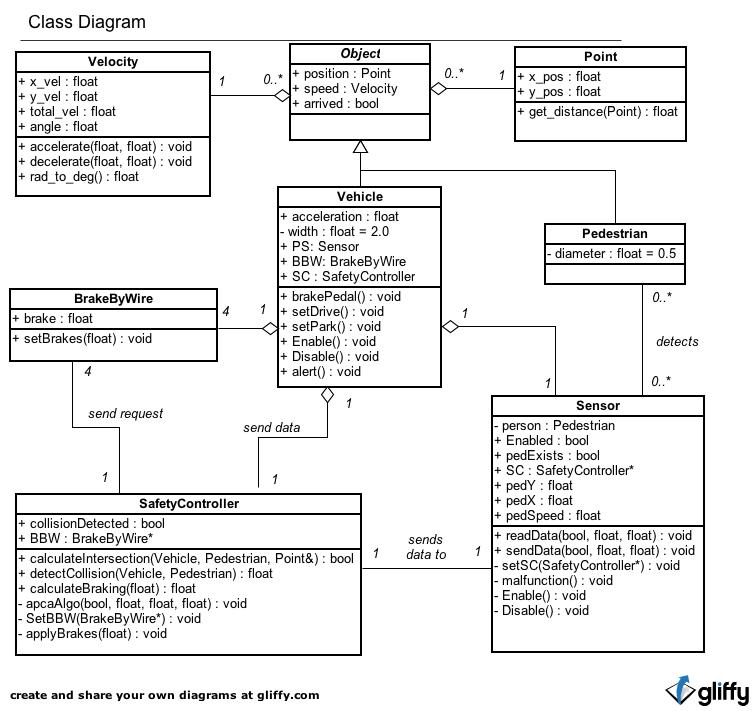 Class Diagram
Velocity
+ x_vel : float
+ y_vel : float
+ total_vel : float
+ angle : float
+ accelerate(float, float) : void
+ decelerate(float, float) : void
+ rad_to_deg() : float
1
0..*
Object
+ position : Point
+ speed : Velocity
+ arrived : bool
0..*
1
Point
+ x_pos : float
+ y_pos : float
+ get_distance(Point) : float
Vehicle
+ acceleration : float
- width : float = 2.0
+ PS: Sensor
+ BBW: BrakeByWire
+ SC : SafetyController
+ brakePedal() : void
+ setDrive() : void
+ setPark() : void
+ Enable() : void
+ Disable() : void
+ alert() : void
Pedestrian
- diameter : float = 0.5
BrakeByWire
+ brake : float
+ setBrakes(float) : void
4
1
1
1
0..*
detects
0..*
4
send request
1
1
send data
1
Sensor
- person : Pedestrian
+ Enabled : bool
+ pedExists : bool
+ SC : SafetyController*
+ pedY : float
+ pedX : float
+ pedSpeed : float
+ readData(bool, float, float) : void
+ sendData(bool, float, float) : void
- setSC(SafetyController*) : void
- malfunction() : void
- Enable() : void
- Disable() : void
SafetyController
+ collisionDetected : bool
+ BBW : BrakeByWire*
+ calculateIntersection(Vehicle, Pedestrian, Point&) : bool
+ detectCollision(Vehicle, Pedestrian) : float
+ calculateBraking(float) : float
- apcaAlgo(bool, float, float, float) : void
- SetBBW(BrakeByWire*) : void
- applyBrakes(float) : void
1
sends
data to
1
create and share your own diagrams at gliffy.com
gliffy